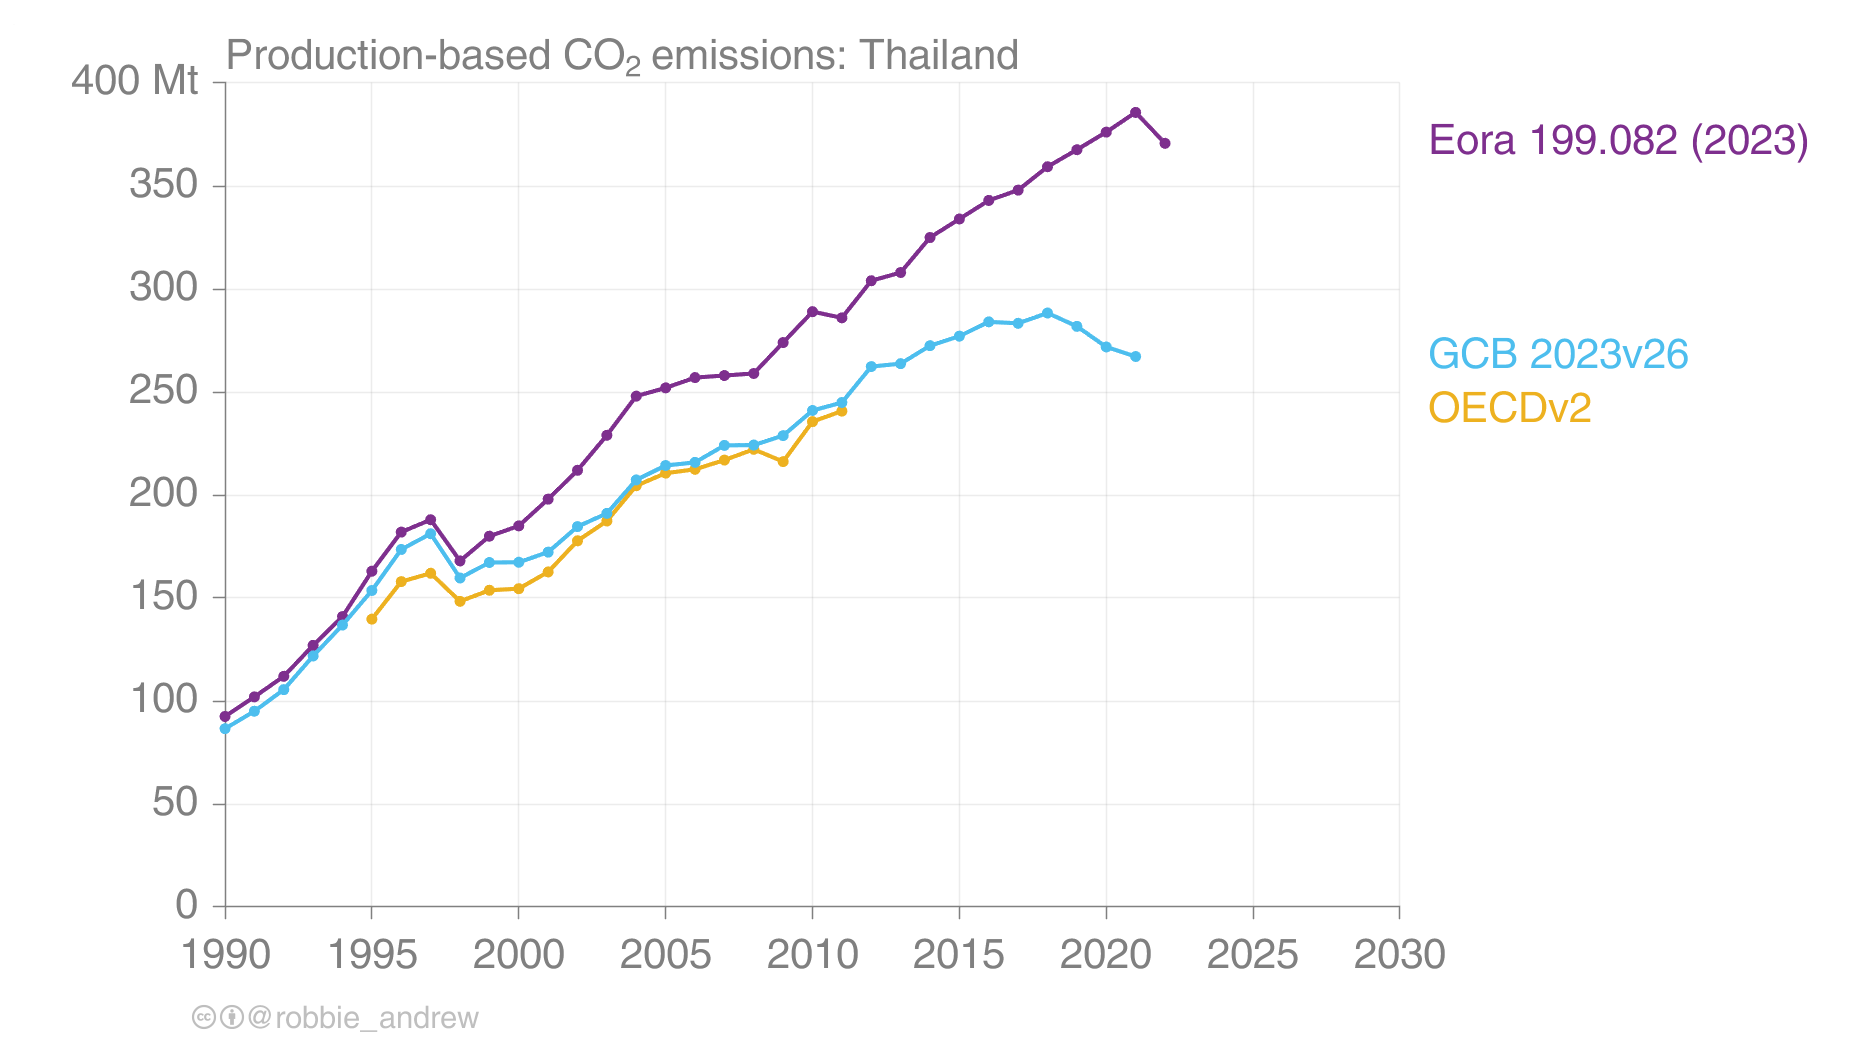 Production-based CO₂ emissions: Thailand
400 Mt
350
300
250
200
150
100
50
0
1990 1995 2000 2005 2010 2015 2020 2025 2030
Eora 199.082 (2023)
GCB 2023v26
OECDv2
cc @robbie_andrew